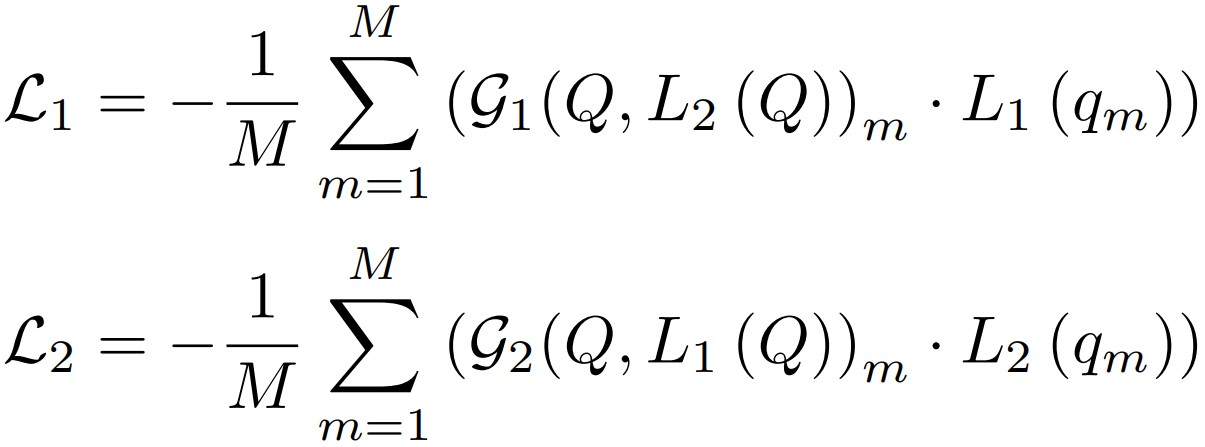 $\mathcal{L}_1 = -\frac{1}{M} \sum_{m=1}^{M} \left(\mathcal{G}_1(Q, L_2(Q)\right)_m \cdot L_1(q_m))$
$\mathcal{L}_2 = -\frac{1}{M} \sum_{m=1}^{M} \left(\mathcal{G}_2(Q, L_1(Q)\right)_m \cdot L_2(q_m))$